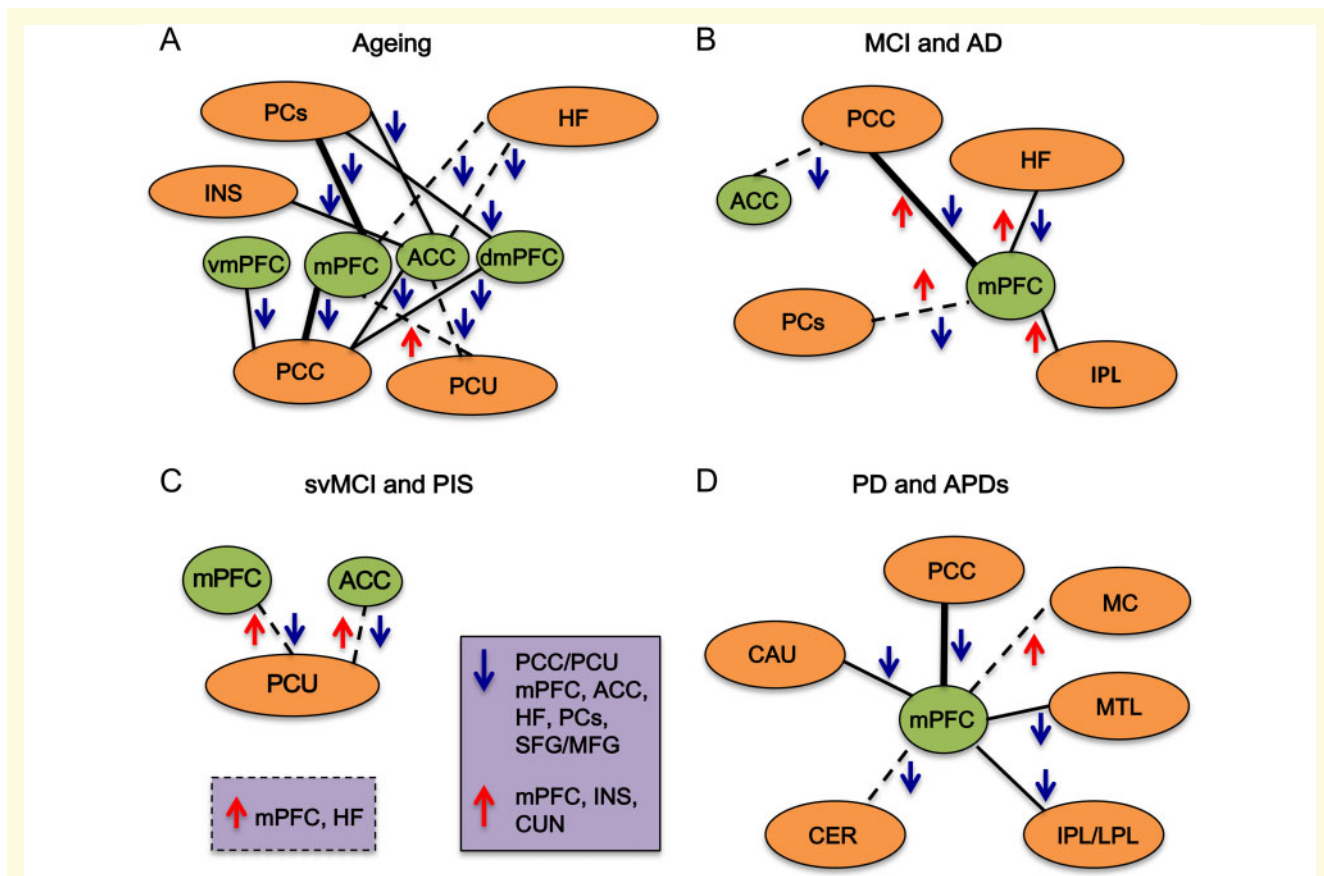 A
Ageing
PCs
HF
INS
vmPFC
mPFC
ACC
dmPFC
PCC
PCU
B
MCI and AD
PCC
HF
ACC
mPFC
PCs
IPL
C
svMCI and PIS
mPFC
ACC
PCU
PCC/PCU
mPFC, ACC,
HF, PCs,
SFG/MFG
mPFC, INS,
CUN
mPFC, HF
D
PD and APDs
PCC
MC
CAU
mPFC
MTL
CER
IPL/LPL